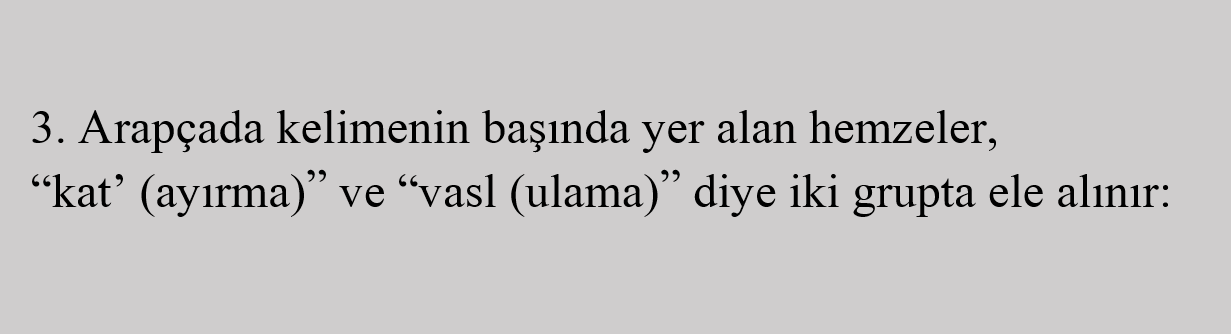 3. Arapçada kelimenin başında yer alan hemzeler,
“kat’ (ayırma)” ve “vasl (ulama)” diye iki grupta ele alınır: